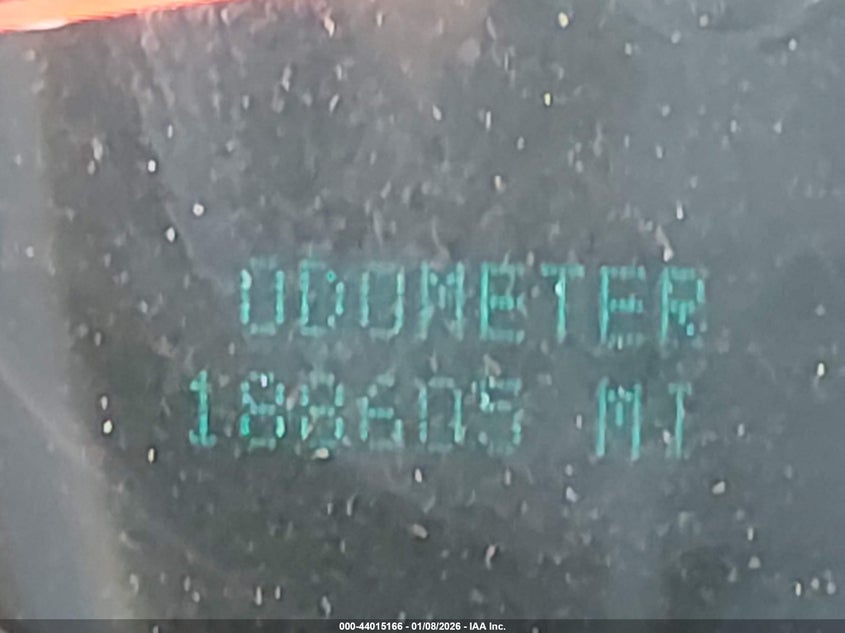 ODOMETER
188605 MI
000-44015166 - 01/08/2026 - IAA Inc.